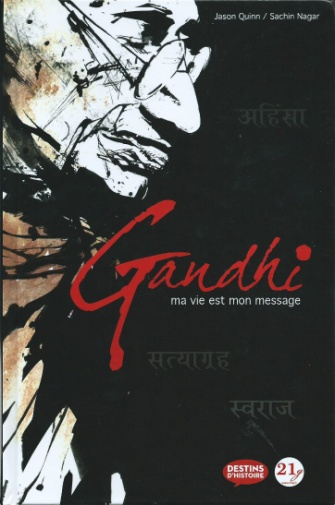 Jason Quinn / Sachin Nagar
अहिंसा
Gandhi
ma vie est mon message
सत्याग्रह
स्वराज
DESTINS
D'HISTOIRE
21g